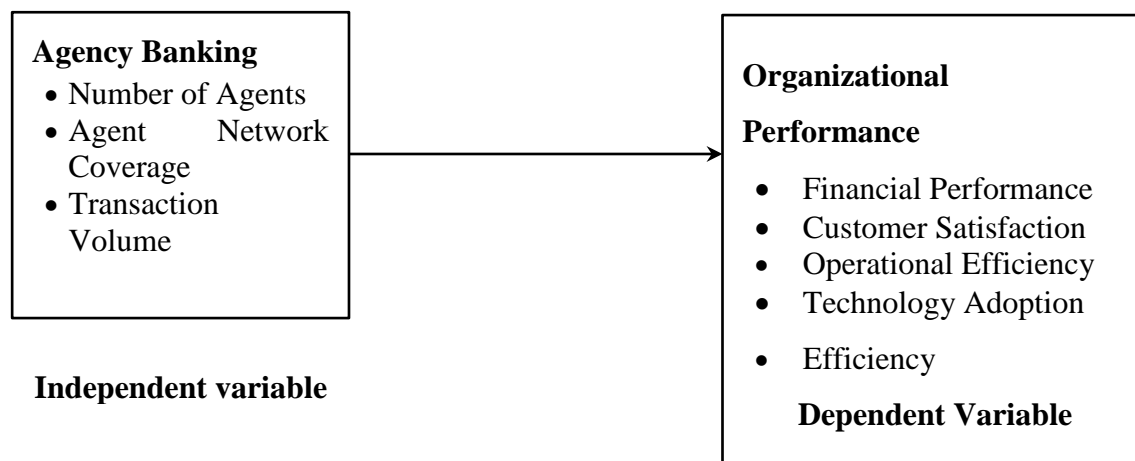 Agency Banking
• Number of Agents
• Agent Network
Coverage
• Transaction
Volume
Independent variable
Organizational
Performance
• Financial Performance
• Customer Satisfaction
• Operational Efficiency
• Technology Adoption
• Efficiency
Dependent Variable